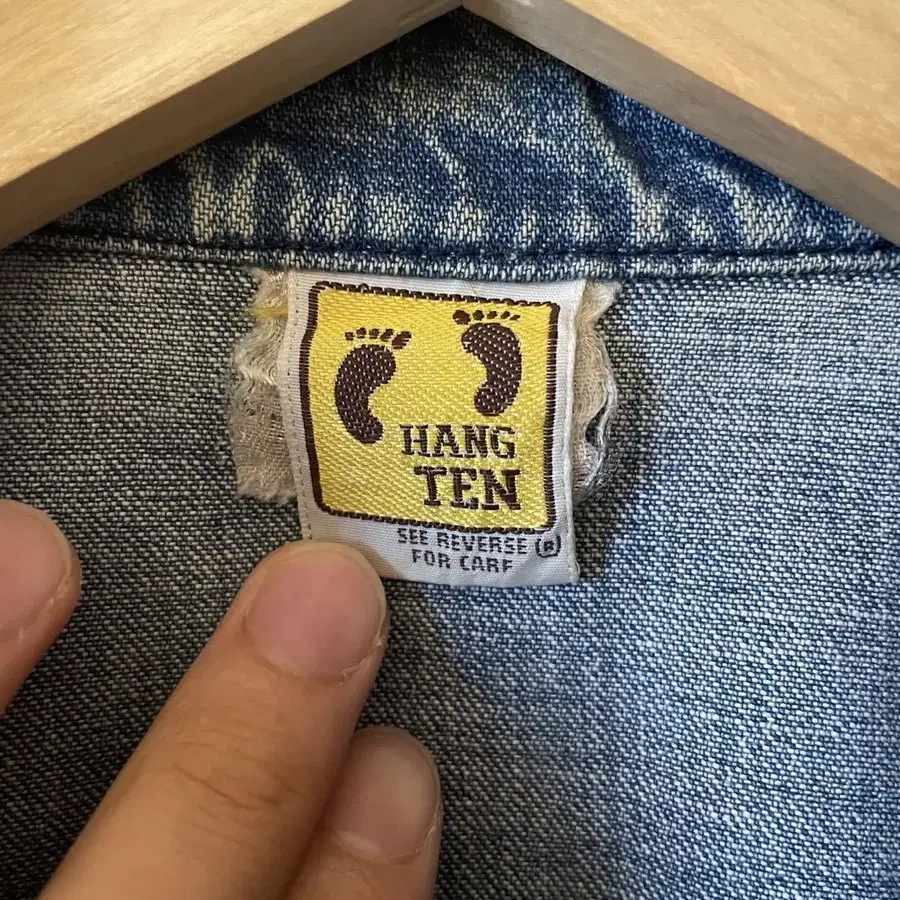 HANG
TEN
SEE REVERSE ®
FOR CARE